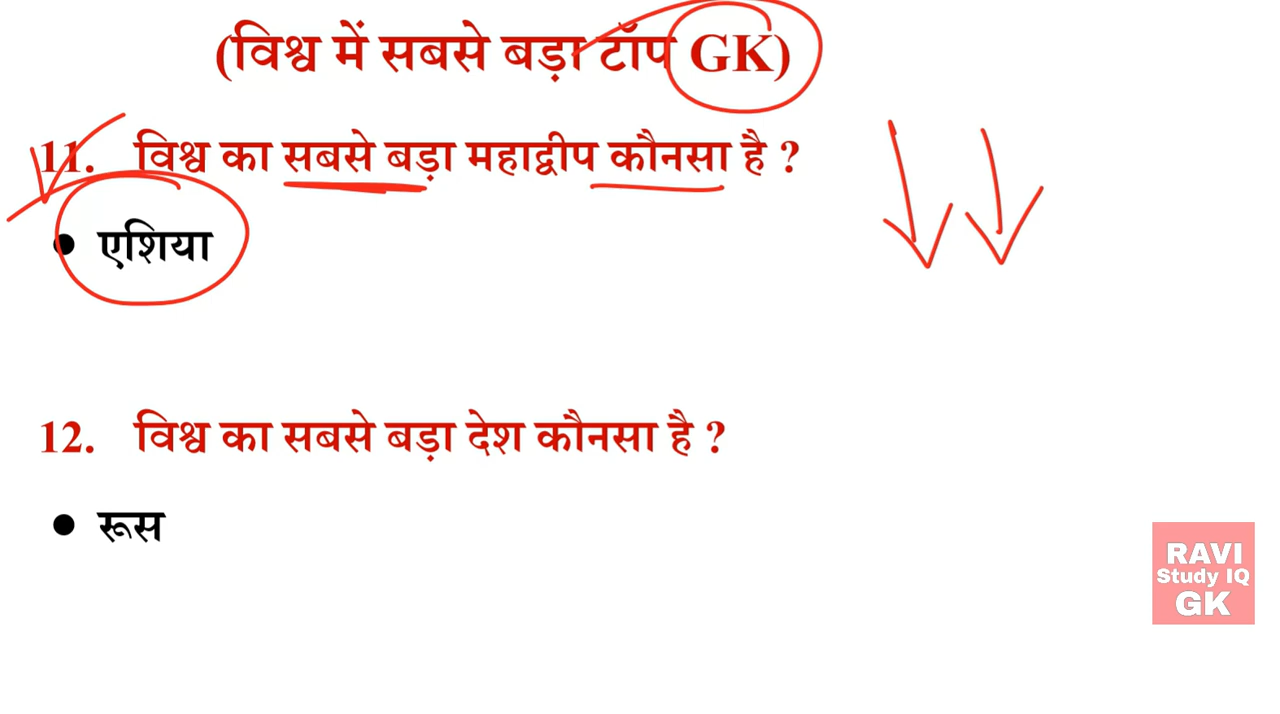 (विश्व में सबसे बड़ा टॉप GK)
11. विश्व का सबसे बड़ा महाद्वीप कौनसा है ?
• एशिया
12. विश्व का सबसे बड़ा देश कौनसा है ?
• रूस
RAVI
Study IQ
GK